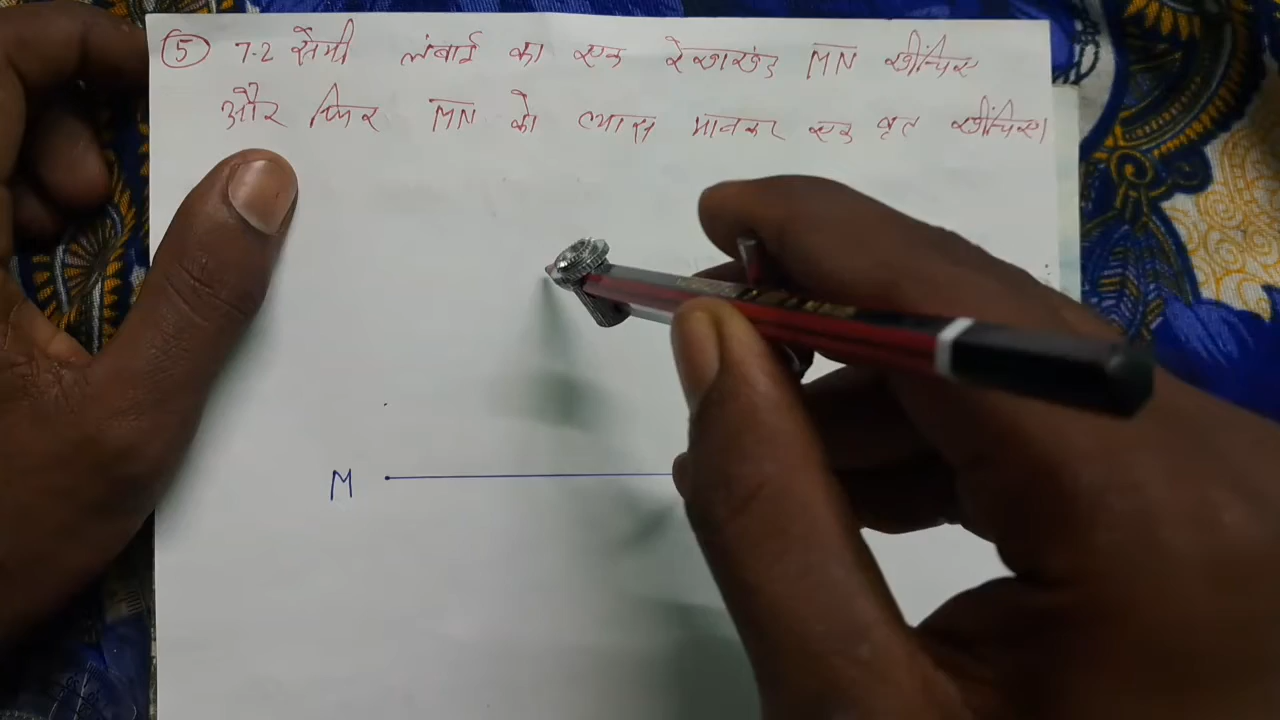 ⑤ 7.2 सेमी लंबाई का एक रेखाखंड MN खींचिए
और फिर MN को व्यास मानकर एक वृत खींचिए।
M